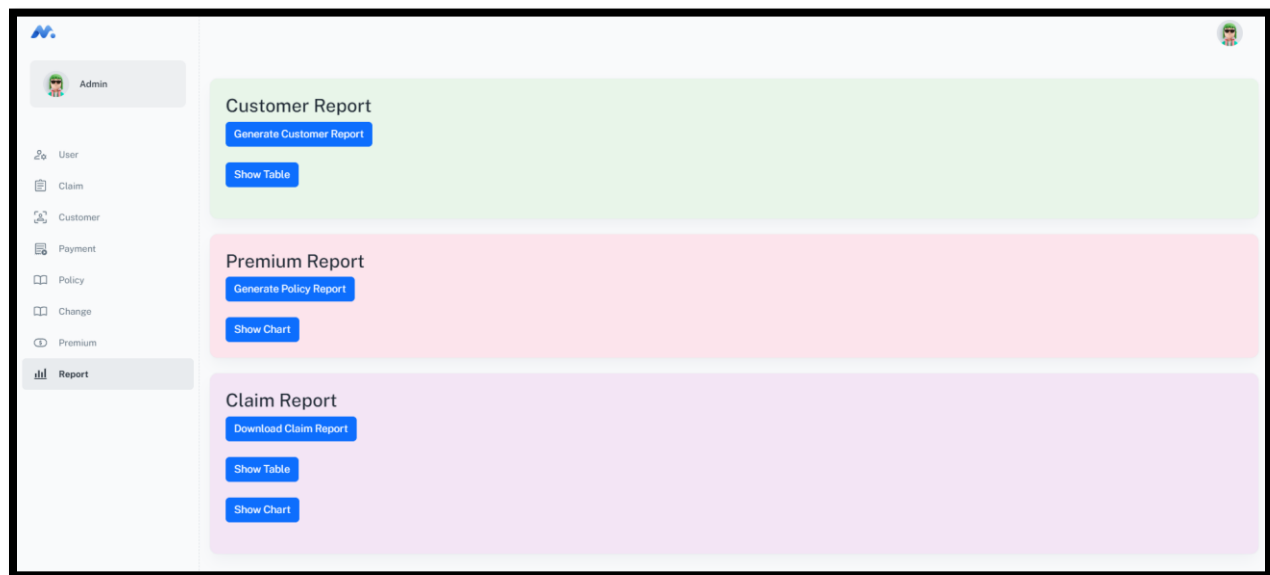 Admin
User
Claim
Customer
Payment
Policy
Change
Premium
Report
Customer Report
Generate Customer Report
Show Table
Premium Report
Generate Policy Report
Show Chart
Claim Report
Download Claim Report
Show Table
Show Chart